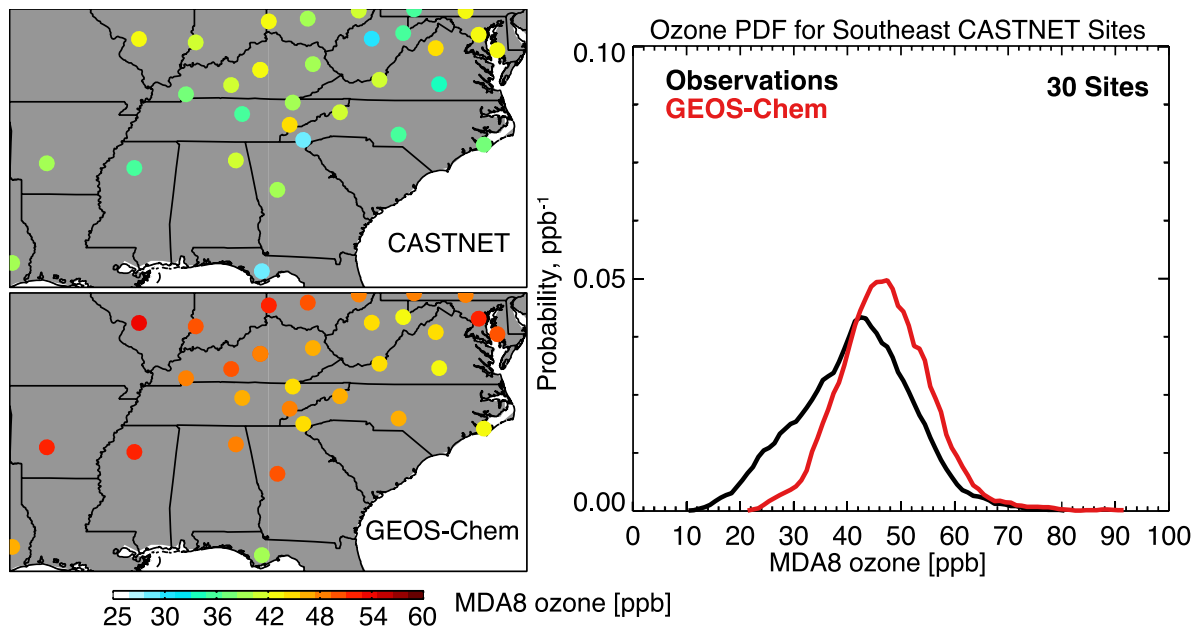 CASTNET
GEOS-Chem
25 30 36 42 48 54 60
MDA8 ozone [ppb]
Ozone PDF for Southeast CASTNET Sites
0.10
Observations
30 Sites
GEOS-Chem
Probability, ppb⁻¹
0.05
0.00
0 10 20 30 40 50 60 70 80 90 100
MDA8 ozone [ppb]